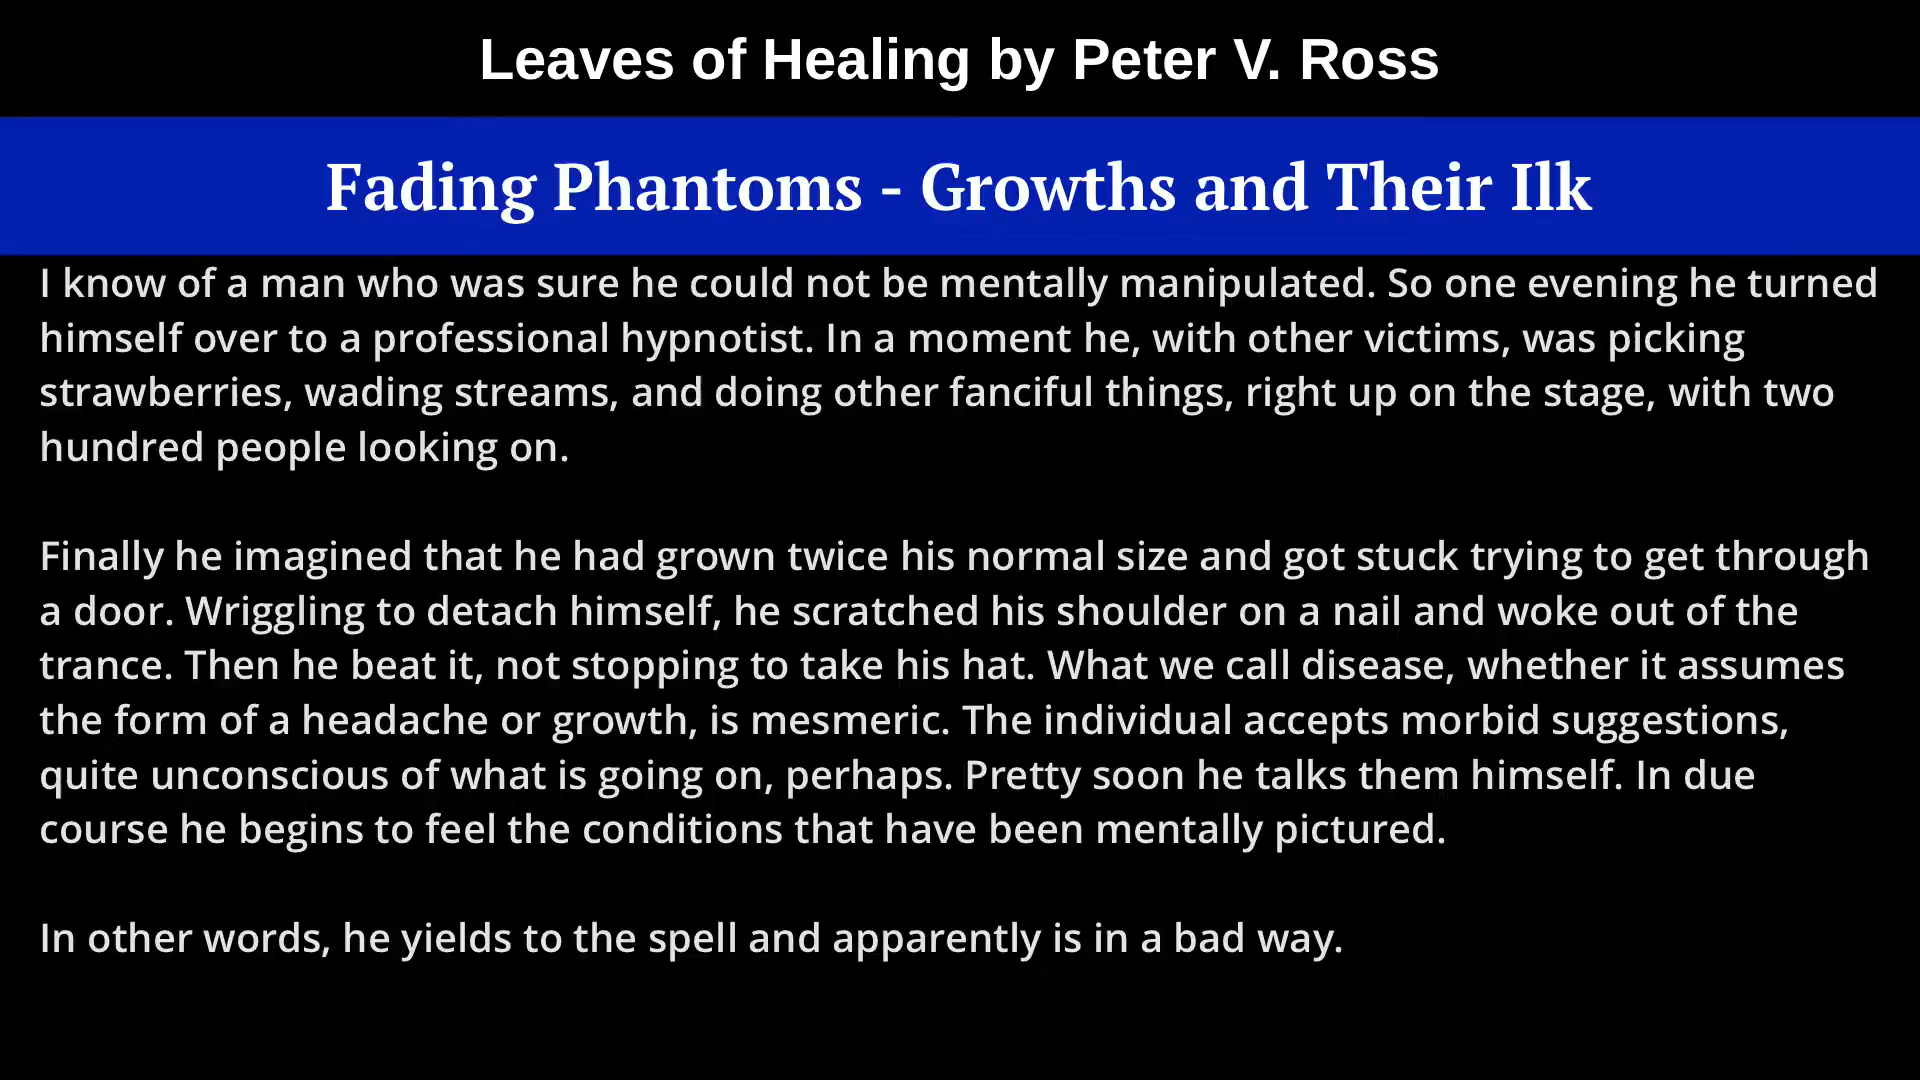 Leaves of Healing by Peter V. Ross
Fading Phantoms - Growths and Their Ilk
I know of a man who was sure he could not be mentally manipulated. So one evening he turned
himself over to a professional hypnotist. In a moment he, with other victims, was picking
strawberries, wading streams, and doing other fanciful things, right up on the stage, with two
hundred people looking on.
Finally he imagined that he had grown twice his normal size and got stuck trying to get through
a door. Wriggling to detach himself, he scratched his shoulder on a nail and woke out of the
trance. Then he beat it, not stopping to take his hat. What we call disease, whether it assumes
the form of a headache or growth, is mesmeric. The individual accepts morbid suggestions,
quite unconscious of what is going on, perhaps. Pretty soon he talks them himself. In due
course he begins to feel the conditions that have been mentally pictured.
In other words, he yields to the spell and apparently is in a bad way.